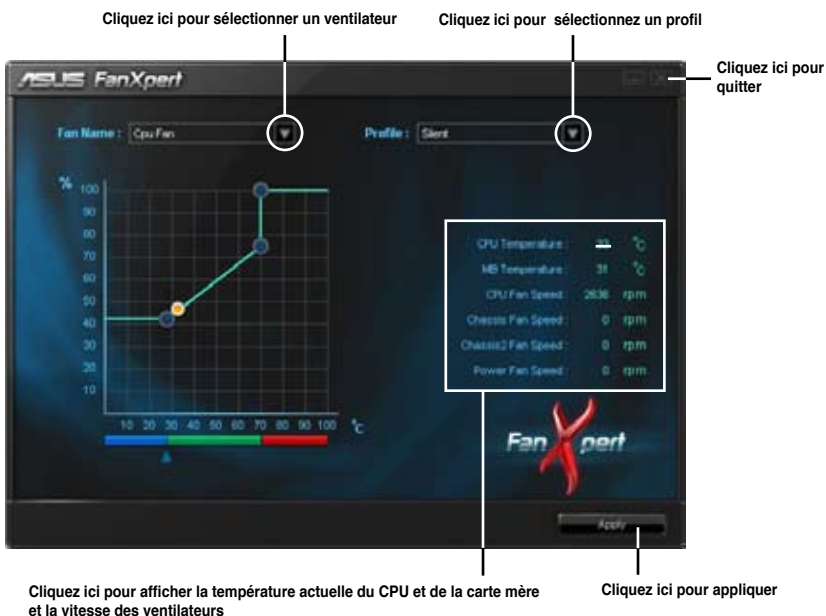 Cliquez ici pour sélectionner un ventilateur
Cliquez ici pour  sélectionnez un profil
Cliquez ici pour
quitter
ASUS FanXpert
Fan Name : Cpu Fan
Profile : Silent
%
100
90
80
70
60
50
40
30
20
10
10 20 30 40 50 60 70 80 90 100 °C
CPU Temperature : °C
MB Temperature : 31 °C
CPU Fan Speed : 2636 rpm
Chassis Fan Speed : 0 rpm
Chassis2 Fan Speed : 0 rpm
Power Fan Speed : 0 rpm
Fan Xpert
Apply
Cliquez ici pour afficher la température actuelle du CPU et de la carte mère
et la vitesse des ventilateurs
Cliquez ici pour appliquer